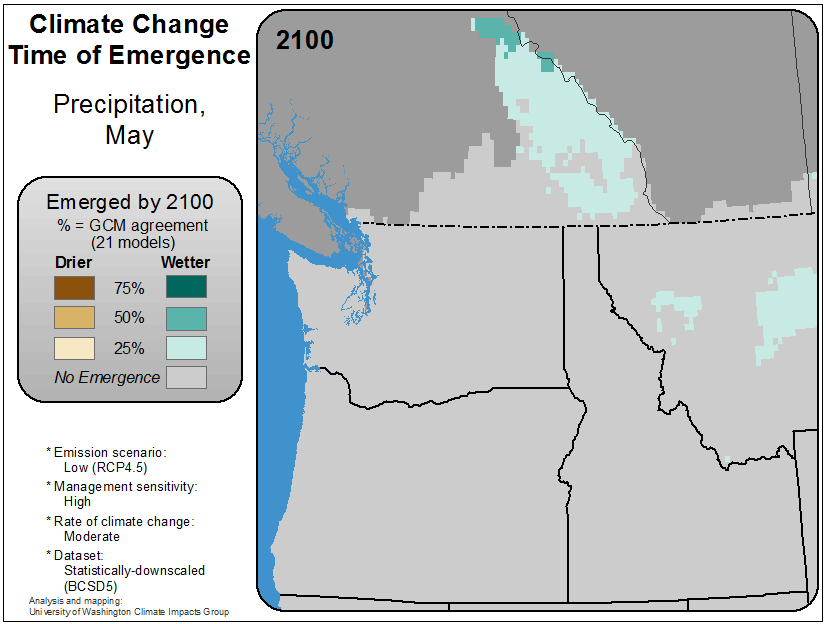 Climate Change
Time of Emergence
Precipitation,
May
Emerged by 2100
% = GCM agreement
(21 models)
Drier Wetter
75%
50%
25%
No Emergence
* Emission scenario:
Low (RCP4.5)
* Management sensitivity:
High
* Rate of climate change:
Moderate
* Dataset:
Statistically-downscaled
(BCSD5)
Analysis and mapping:
University of Washington Climate Impacts Group
2100